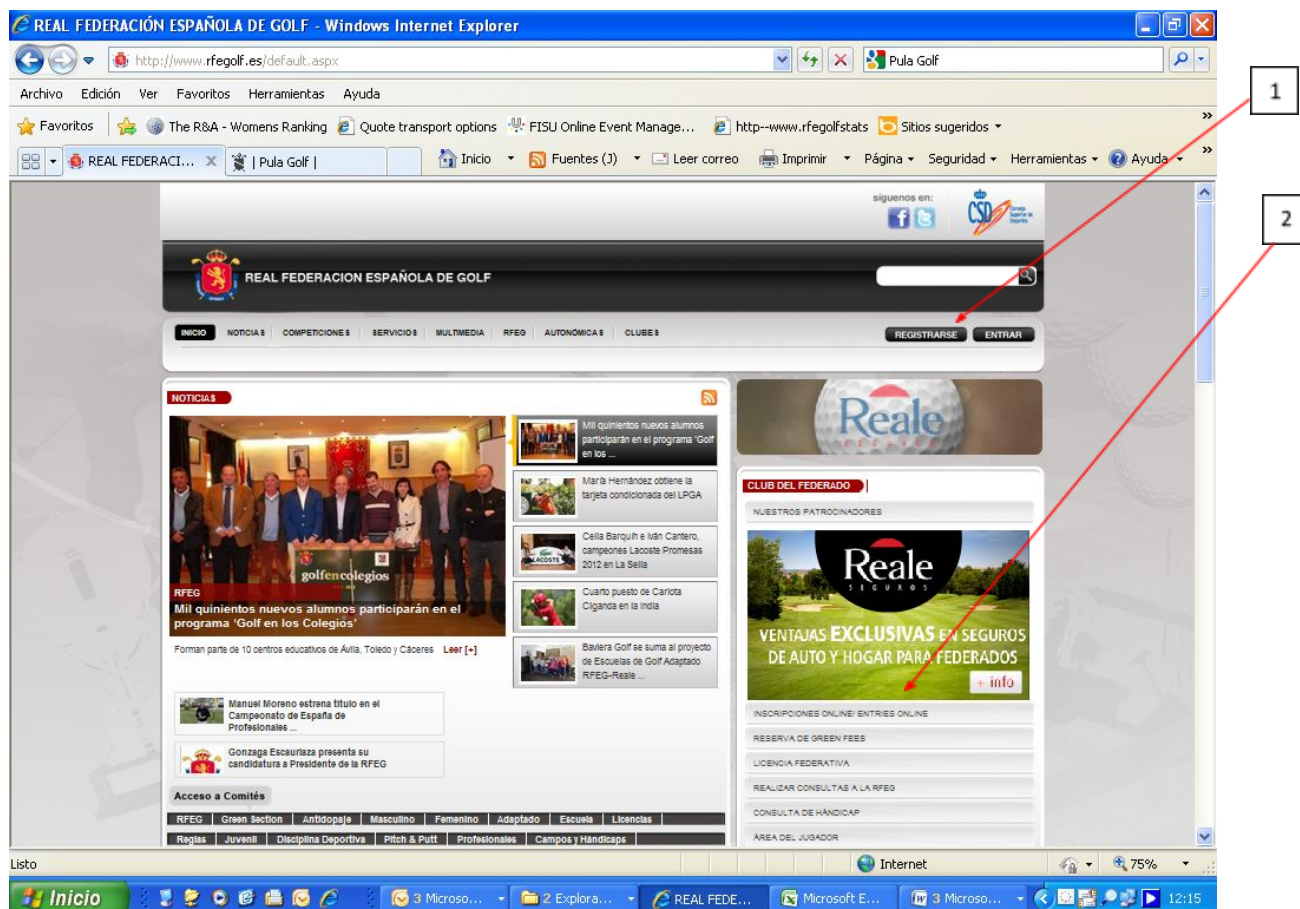 REAL FEDERACIÓN ESPAÑOLA DE GOLF - Windows Internet Explorer
http://www.rfegolf.es/default.aspx
Pula Golf
Archivo Edición Ver Favoritos Herramientas Ayuda
Favoritos The R&A - Womens Ranking Quote transport options FISU Online Event Manage... http--www.rfegolfstats Sitios sugeridos
REAL FEDERACI... X | Pula Golf | Inicio Fuentes (J) Leer correo Imprimir Página Seguridad Herramientas Ayuda
1
2
síguenos en:
CSD Consejo Superior de Deportes
REAL FEDERACION ESPAÑOLA DE GOLF
INICIO NOTICIAS COMPETICIONES SERVICIOS MULTIMEDIA RFEG AUTONÓMICAS CLUBES REGISTRARSE ENTRAR
NOTICIAS
golfencolegios
RFEG
Mil quinientos nuevos alumnos participarán en el
programa 'Golf en los Colegios'
Forman parte de 10 centros educativos de Ávila, Toledo y Cáceres Leer [+]
Mil quinientos nuevos alumnos
participarán en el programa 'Golf
en los ...
María Hernández obtiene la
tarjeta condicionada del LPGA
LACOSTE
Celia Barquín e Iván Cantero,
campeones Lacoste Promesas
2012 en La Sella
Cuarto puesto de Carlota
Ciganda en la India
Baviera Golf se suma al proyecto
de Escuelas de Golf Adaptado
RFEG-Reale ...
Manuel Moreno estrena título en el
Campeonato de España de
Profesionales ...
Gonzaga Escauriaza presenta su
candidatura a Presidente de la RFEG
Acceso a Comités
RFEG | Green Section | Antidopaje | Masculino | Femenino | Adaptado | Escuela | Licencias |
Reglas | Juvenil | Disciplina Deportiva | Pitch & Putt | Profesionales | Campos y Hándicaps |
Reale
SEGUROS
CLUB DEL FEDERADO
NUESTROS PATROCINADORES
Reale
SEGUROS
VENTAJAS EXCLUSIVAS EN SEGUROS
DE AUTO Y HOGAR PARA FEDERADOS
+ info
INSCRIPCIONES ONLINE/ ENTRIES ONLINE
RESERVA DE GREEN FEES
LICENCIA FEDERATIVA
REALIZAR CONSULTAS A LA RFEG
CONSULTA DE HÁNDICAP
ÁREA DEL JUGADOR
Listo Internet 75%
Inicio 3 Microso... 2 Explora... REAL FEDE... Microsoft E... 3 Microso... 12:15